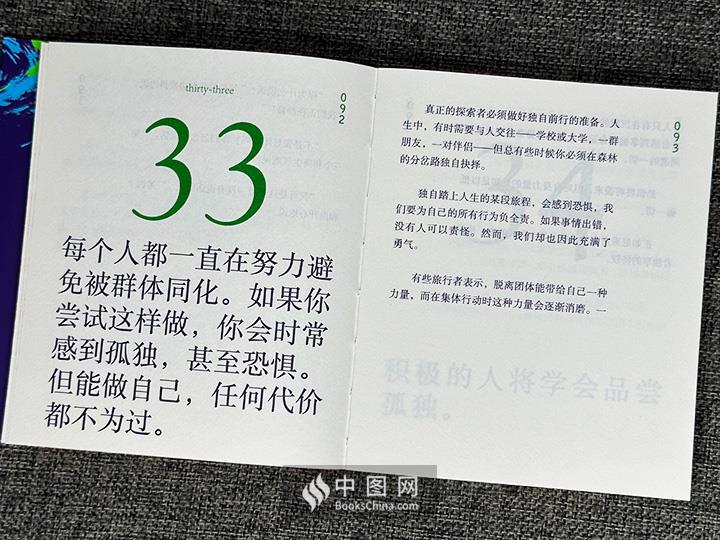 thirty-three
092
33
每个人都一直在努力避
免被群体同化。如果你
尝试这样做，你会时常
感到孤独，甚至恐惧。
但能做自己，任何代价
都不为过。
093
真正的探索者必须做好独自前行的准备。人
生中，有时需要与人交往——学校或大学，一群
朋友，一对伴侣——但总有些时候你必须在森林
的分岔路独自抉择。
独自踏上人生的某段旅程，会感到恐惧，我
们要为自己的所有行为负全责。如果事情出错，
没有人可以责怪。然而，我们却也因此充满了
勇气。
有些旅行者表示，脱离团体能带给自己一种
力量，而在集体行动时这种力量会逐渐消磨。一
积极的人将学会品尝
孤独。
中图网
BooksChina.com